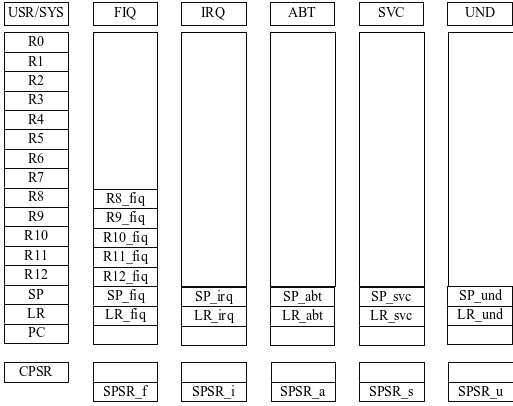 USR/SYS FIQ IRQ ABT SVC UND
R0
R1
R2
R3
R4
R5
R6
R7
R8 R8_fiq
R9 R9_fiq
R10 R10_fiq
R11 R11_fiq
R12 R12_fiq
SP SP_fiq SP_irq SP_abt SP_svc SP_und
LR LR_fiq LR_irq LR_abt LR_svc LR_und
PC
CPSR
SPSR_f SPSR_i SPSR_a SPSR_s SPSR_u